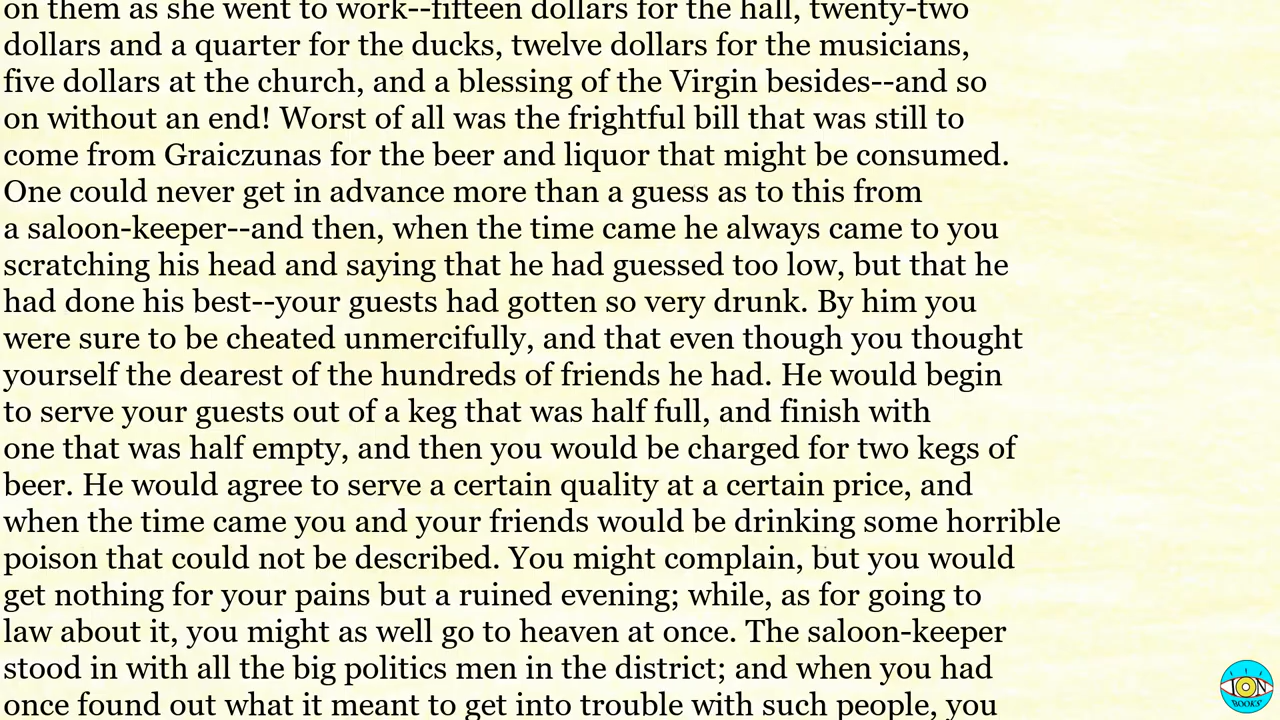 on them as she went to work--fifteen dollars for the hall, twenty-two
dollars and a quarter for the ducks, twelve dollars for the musicians,
five dollars at the church, and a blessing of the Virgin besides--and so
on without an end! Worst of all was the frightful bill that was still to
come from Graiczunas for the beer and liquor that might be consumed.
One could never get in advance more than a guess as to this from
a saloon-keeper--and then, when the time came he always came to you
scratching his head and saying that he had guessed too low, but that he
had done his best--your guests had gotten so very drunk. By him you
were sure to be cheated unmercifully, and that even though you thought
yourself the dearest of the hundreds of friends he had. He would begin
to serve your guests out of a keg that was half full, and finish with
one that was half empty, and then you would be charged for two kegs of
beer. He would agree to serve a certain quality at a certain price, and
when the time came you and your friends would be drinking some horrible
poison that could not be described. You might complain, but you would
get nothing for your pains but a ruined evening; while, as for going to
law about it, you might as well go to heaven at once. The saloon-keeper
stood in with all the big politics men in the district; and when you had
once found out what it meant to get into trouble with such people, you
ION
BOOKS